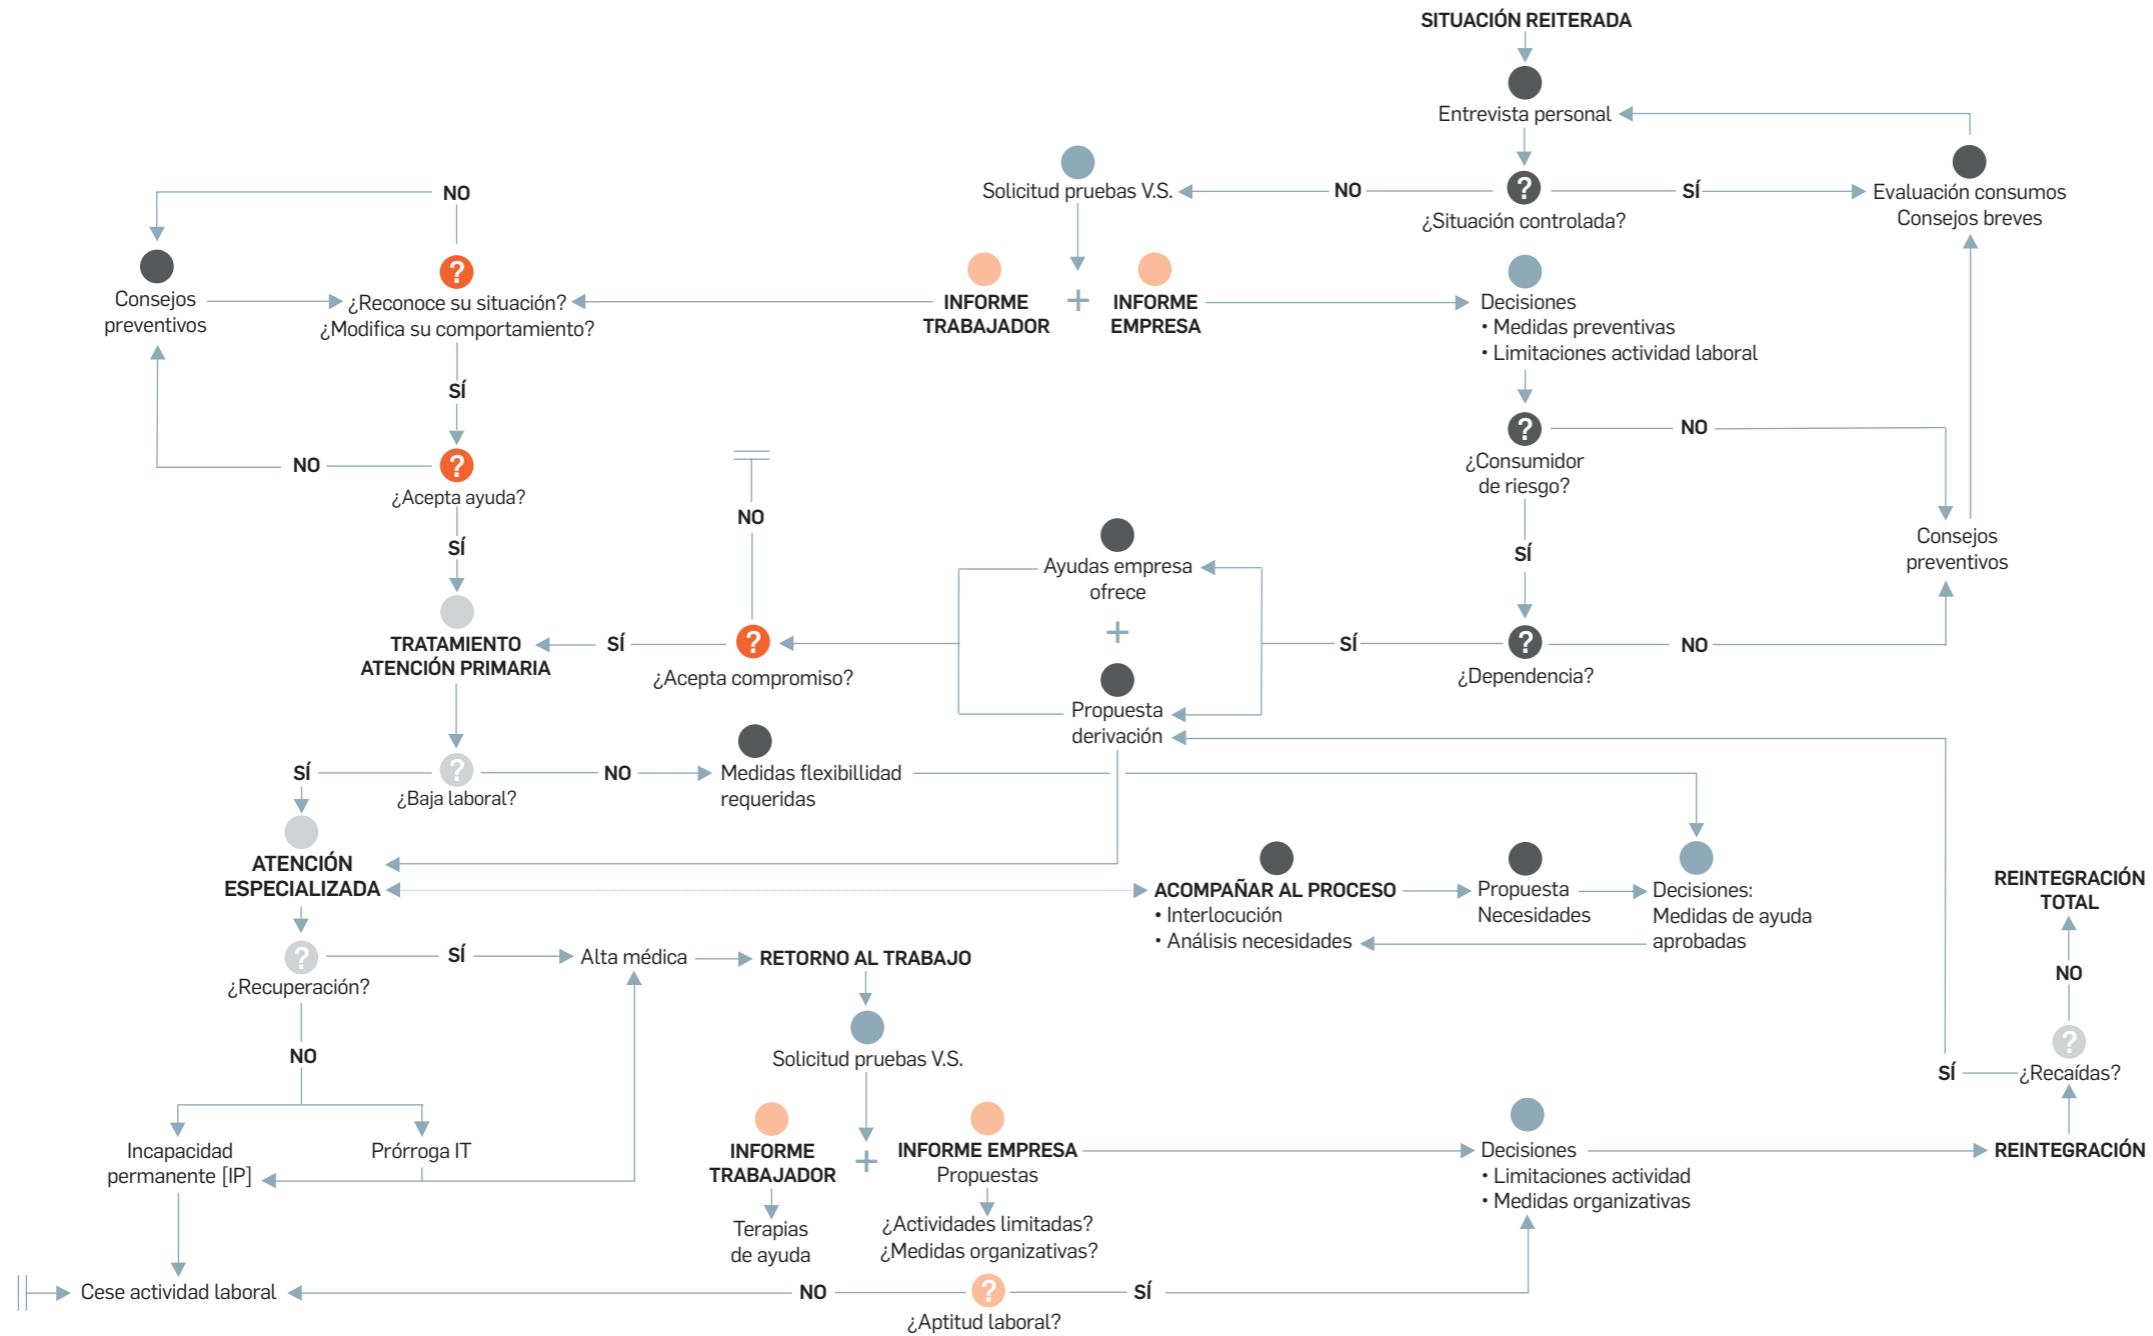 SITUACIÓN REITERADA
Entrevista personal
Solicitud pruebas V.S.
NO
?
SÍ
Evaluación consumos
Consejos breves
¿Situación controlada?
NO
?
Consejos
preventivos
¿Reconoce su situación?
¿Modifica su comportamiento?
INFORME
TRABAJADOR
+
INFORME
EMPRESA
Decisiones
• Medidas preventivas
• Limitaciones actividad laboral
SÍ
NO
?
¿Acepta ayuda?
SÍ
?
NO
¿Consumidor
de riesgo?
SÍ
Consejos
preventivos
NO
Ayudas empresa
ofrece
+
Propuesta
derivación
TRATAMIENTO
ATENCIÓN PRIMARIA
SÍ
?
¿Acepta compromiso?
SÍ
?
NO
¿Dependencia?
SÍ
?
NO
¿Baja laboral?
Medidas flexibillidad
requeridas
ATENCIÓN
ESPECIALIZADA
ACOMPAÑAR AL PROCESO
• Interlocución
• Análisis necesidades
Propuesta
Necesidades
Decisiones:
Medidas de ayuda
aprobadas
REINTEGRACIÓN
TOTAL
NO
?
SÍ
¿Recaídas?
?
SÍ
Alta médica
RETORNO AL TRABAJO
¿Recuperación?
NO
Solicitud pruebas V.S.
Incapacidad
permanente [IP]
Prórroga IT
INFORME
TRABAJADOR
+
INFORME EMPRESA
Propuestas
Decisiones
• Limitaciones actividad
• Medidas organizativas
REINTEGRACIÓN
Terapias
de ayuda
¿Actividades limitadas?
¿Medidas organizativas?
Cese actividad laboral
NO
?
SÍ
¿Aptitud laboral?